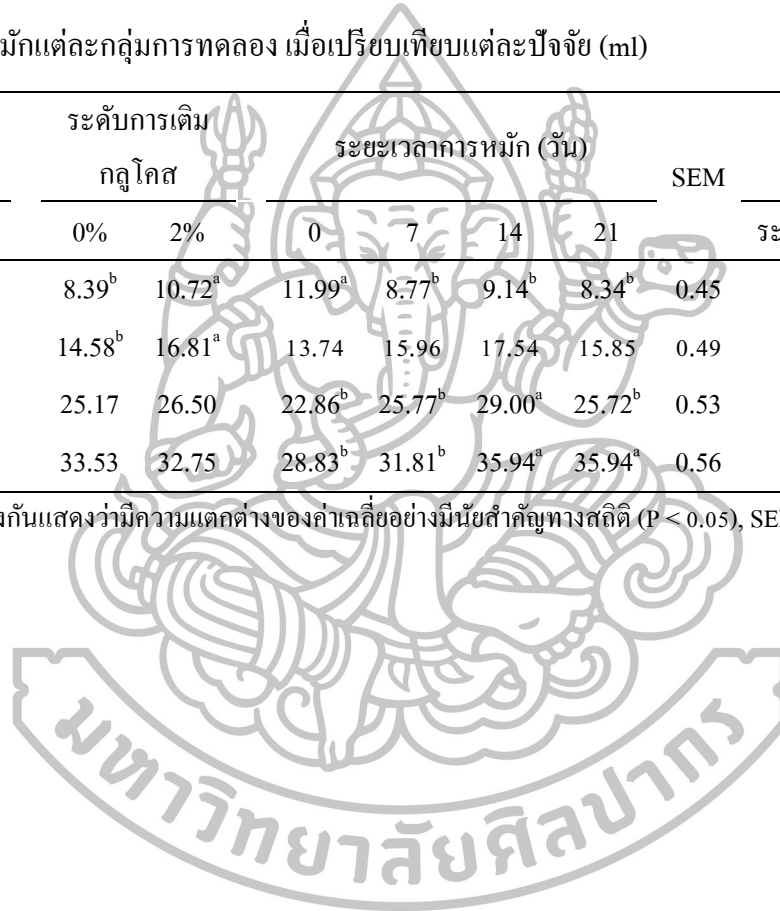 มักแต่ละกลุ่มการทดลอง เมื่อเปรียบเทียบแต่ละปัจจัย (ml)
ระดับการเติม
กลูโคส
ระยะเวลาการหมัก (วัน)
SEM
0% 2% 0 7 14 21 ระ
8.39b 10.72a 11.99a 8.77b 9.14b 8.34b 0.45
14.58b 16.81a 13.74 15.96 17.54 15.85 0.49
25.17 26.50 22.86b 25.77b 29.00a 25.72b 0.53
33.53 32.75 28.83b 31.81b 35.94a 35.94a 0.56
งกันแสดงว่ามีความแตกต่างของค่าเฉลี่ยอย่างมีนัยสำคัญทางสถิติ (P < 0.05), SE
มหาวิทยาลัยศิลปากร